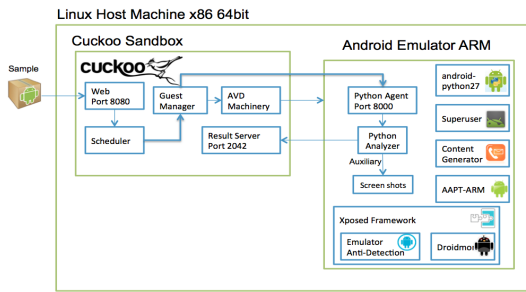 Linux Host Machine x86 64bit
Cuckoo Sandbox
Android Emulator ARM
Sample
cuckoo
Web
Port 8080
Guest
Manager
AVD
Machinery
Scheduler
Result Server
Port 2042
Python Agent
Port 8000
Python
Analyzer
Auxiliary
Screen shots
android-
python27
Superuser
Content
Generator
AAPT-ARM
Xposed Framework
Emulator
Anti-Detection